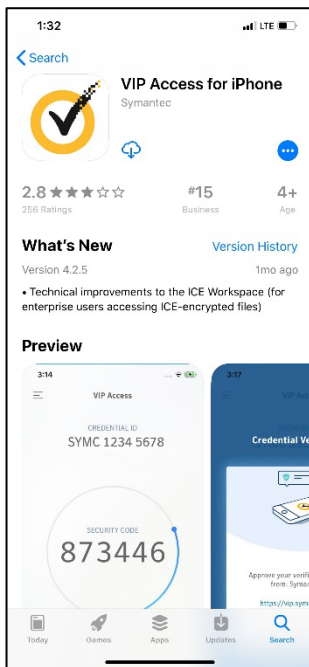 1:32
LTE
Search
VIP Access for iPhone
Symantec
2.8 #15 4+
256 Ratings Business Age
What's New Version History
Version 4.2.5 1mo ago
• Technical improvements to the ICE Workspace (for
enterprise users accessing ICE-encrypted files)
Preview
3:14
VIP Access
CREDENTIAL ID
SYMC 1234 5678
SECURITY CODE
873446
3:17
VIP Acc
Credential Ve
Approve your verifi
from: Syman
https://vip.sym
Today Games Apps Updates Search